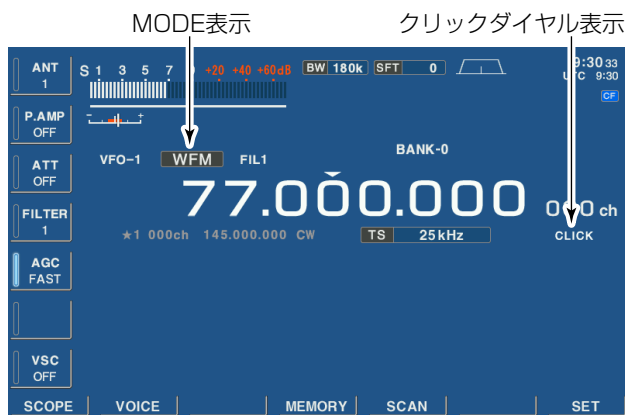 MODE表示 クリックダイヤル表示
ANT
1
S 1 3 5 7 +20 +40 +60dB
BW 180k SFT 0
9:30 33
UTC 9:30
CF
P.AMP
OFF
- +
ATT
OFF
VFO-1 WFM FIL1 BANK-0
77.000.000
ch
FILTER
1
★1 000ch 145.000.000 CW
TS 25kHz
CLICK
AGC
FAST
VSC
OFF
SCOPE VOICE MEMORY SCAN SET